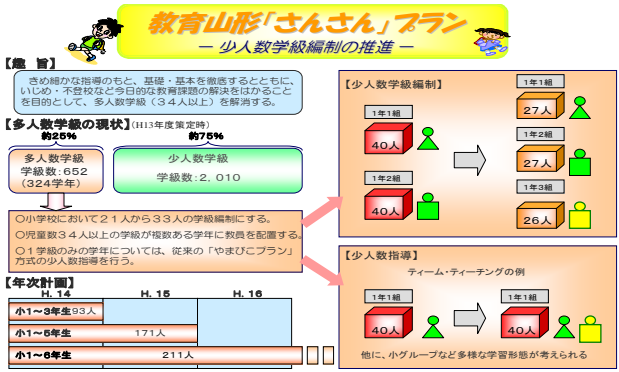 教育山形「さんさん」プラン
― 少人数学級編制の推進 ―
【趣 旨】
きめ細かな指導のもと、基礎・基本を徹底するとともに、
いじめ・不登校など今日的な教育課題の解決をはかること
を目的として、多人数学級（３４人以上）を解消する。
【多人数学級の現状】(H13年度策定時)
約25%
約75%
多人数学級
学級数：652
（324学年）
少人数学級
学級数：2，010
○小学校において２１人から３３人の学級編制にする。
○児童数３４人以上の学級が複数ある学年に教員を配置する。
○１学級のみの学年については、従来の「やまびこプラン」
方式の少人数指導を行う。
【年次計画】
H. 14
H. 15
H. 16
小1～3年生93人
小1～5年生
171人
小1～6年生
211人
【少人数学級編制】
1年1組
40人
1年2組
40人
1年1組
27人
1年2組
27人
1年3組
26人
【少人数指導】
ティーム・ティーチングの例
1年1組
40人
1年1組
40人
他に、小グループなど多様な学習形態が考えられる